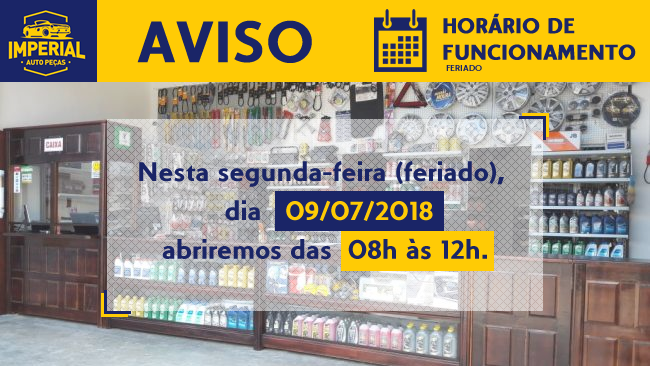 IMPERIAL
AUTO PEÇAS
AVISO
HORÁRIO DE
FUNCIONAMENTO
FERIADO
CAIXA
Nesta segunda-feira (feriado),
dia 09/07/2018
abriremos das 08h às 12h.